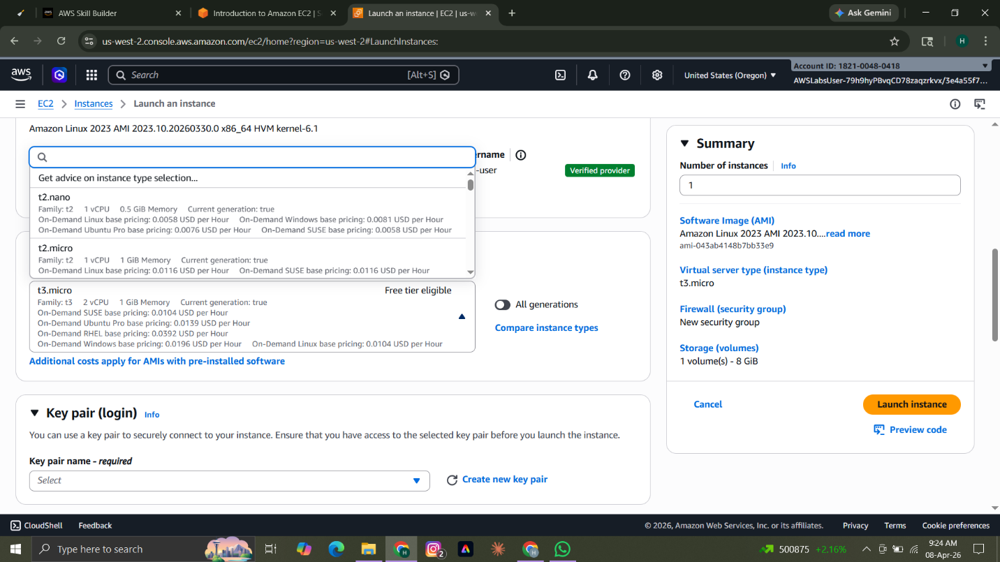 AWS Skill Builder
Introduction to Amazon EC2 | S
Launch an instance | EC2 | us-w
Ask Gemini
us-west-2.console.aws.amazon.com/ec2/home?region=us-west-2#LaunchInstances:
H
aws
Search
[Alt+S]
United States (Oregon)
Account ID: 1821-0048-0418
AWSLabsUser-79h9hyPBvqCD78zaqzrkvx/3e4a55f7...
EC2
Instances
Launch an instance
Amazon Linux 2023 AMI 2023.10.20260330.0 x86_64 HVM kernel-6.1
rname
-user
Verified provider
Get advice on instance type selection...
t2.nano
Family: t2 1 vCPU 0.5 GiB Memory Current generation: true
On-Demand Linux base pricing: 0.0058 USD per Hour On-Demand Windows base pricing: 0.0081 USD per Hour
On-Demand Ubuntu Pro base pricing: 0.0076 USD per Hour On-Demand SUSE base pricing: 0.0058 USD per Hour
t2.micro
Family: t2 1 vCPU 1 GiB Memory Current generation: true
On-Demand Linux base pricing: 0.0116 USD per Hour On-Demand SUSE base pricing: 0.0116 USD per Hour
t3.micro Free tier eligible
Family: t3 2 vCPU 1 GiB Memory Current generation: true
On-Demand SUSE base pricing: 0.0104 USD per Hour
On-Demand Ubuntu Pro base pricing: 0.0139 USD per Hour
On-Demand RHEL base pricing: 0.0392 USD per Hour
On-Demand Windows base pricing: 0.0196 USD per Hour On-Demand Linux base pricing: 0.0104 USD per Hour
All generations
Compare instance types
Additional costs apply for AMIs with pre-installed software
Key pair (login) Info
You can use a key pair to securely connect to your instance. Ensure that you have access to the selected key pair before you launch the instance.
Key pair name - required
Select
Create new key pair
Summary
Number of instances Info
1
Software Image (AMI)
Amazon Linux 2023 AMI 2023.10....read more
ami-043ab4148b7bb33e9
Virtual server type (instance type)
t3.micro
Firewall (security group)
New security group
Storage (volumes)
1 volume(s) - 8 GiB
Cancel
Launch instance
Preview code
CloudShell
Feedback
© 2026, Amazon Web Services, Inc. or its affiliates.
Privacy
Terms
Cookie preferences
Type here to search
2
500875 +2.16%
9:24 AM
08-Apr-26